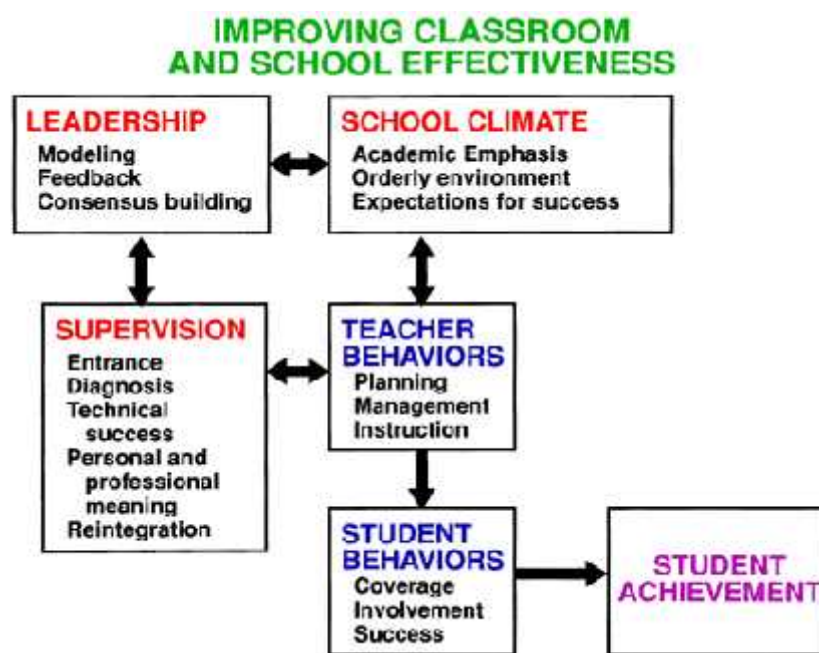 IMPROVING CLASSROOM
AND SCHOOL EFFECTIVENESS
LEADERSHIP
Modeling
Feedback
Consensus building
SCHOOL CLIMATE
Academic Emphasis
Orderly environment
Expectations for success
SUPERVISION
Entrance
Diagnosis
Technical
success
Personal and
professional
meaning
Reintegration
TEACHER
BEHAVIORS
Planning
Management
Instruction
STUDENT
BEHAVIORS
Coverage
Involvement
Success
STUDENT
ACHIEVEMENT